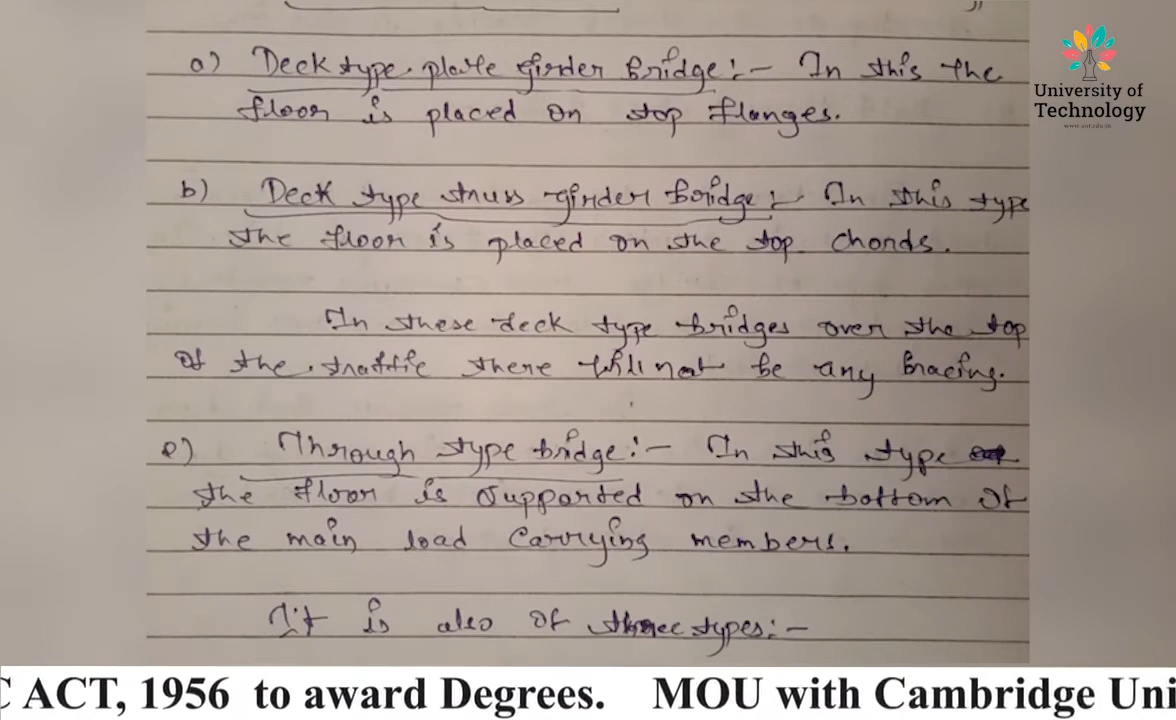 a) Deck type plate girder bridge :- In this the
floor is placed on top flanges.
b) Deck type truss girder bridge :- In this type
the floor is placed on the top chords.
In these deck type bridges over the top
of the traffic there will not be any bracing.
c) Through type bridge :- In this type
the floor is supported on the bottom of
the main load carrying members.
It is also of three types :-
University of
Technology
www.uot.edu.in
C ACT, 1956 to award Degrees. MOU with Cambridge Uni